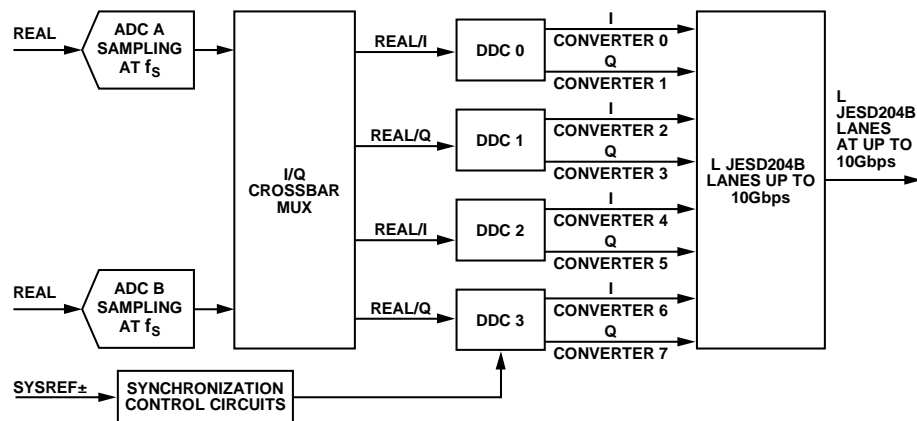 REAL
ADC A
SAMPLING
AT fS
I/Q
CROSSBAR
MUX
REAL
ADC B
SAMPLING
AT fS
SYSREF±
SYNCHRONIZATION
CONTROL CIRCUITS
REAL/I
REAL/Q
REAL/I
REAL/Q
DDC 0
DDC 1
DDC 2
DDC 3
I
CONVERTER 0
Q
CONVERTER 1
I
CONVERTER 2
Q
CONVERTER 3
I
CONVERTER 4
Q
CONVERTER 5
I
CONVERTER 6
Q
CONVERTER 7
L JESD204B
LANES UP TO
10Gbps
L
JESD204B
LANES
AT UP TO
10Gbps